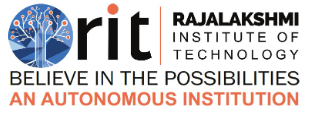 rit
RAJALAKSHMI
INSTITUTE OF
TECHNOLOGY
BELIEVE IN THE POSSIBILITIES
AN AUTONOMOUS INSTITUTION